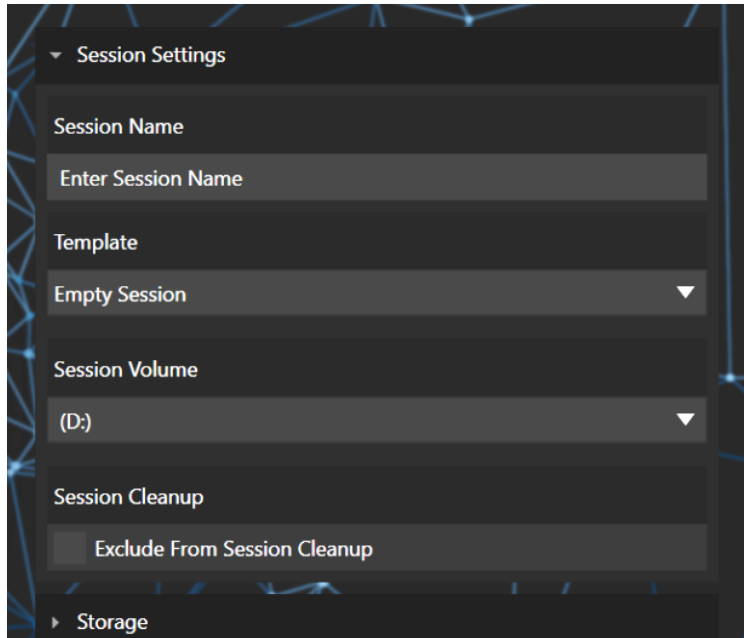 Session Settings
Session Name
Enter Session Name
Template
Empty Session
Session Volume
(D:)
Session Cleanup
Exclude From Session Cleanup
Storage